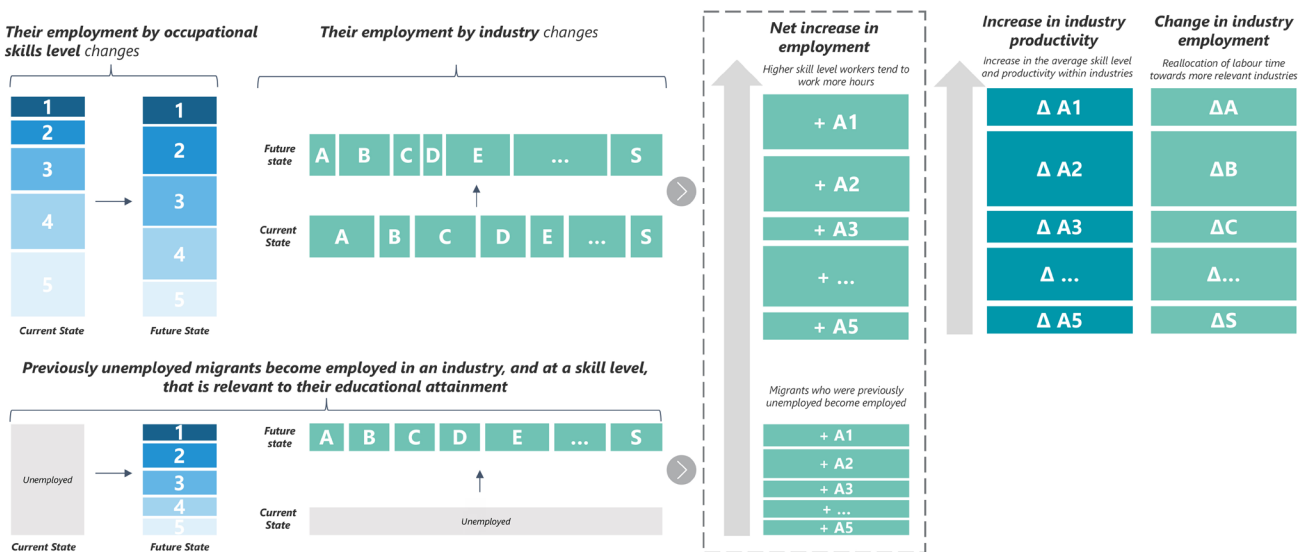 Their employment by occupational
skills level changes
1
2
3
4
5
Current State
1
2
3
4
5
Future State
Their employment by industry changes
Future
state
A B C D E ... S
Current
State
A B C D E ... S
Net increase in
employment
Higher skill level workers tend to
work more hours
+ A1
+ A2
+ A3
+ ...
+ A5
Increase in industry
productivity
Increase in the average skill level
and productivity within industries
Δ A1
Δ A2
Δ A3
Δ ...
Δ A5
Change in industry
employment
Reallocation of labour time
towards more relevant industries
ΔA
ΔB
ΔC
Δ...
ΔS
Previously unemployed migrants become employed in an industry, and at a skill level,
that is relevant to their educational attainment
Unemployed
Current State
1
2
3
4
5
Future State
Future
state
A B C D E ... S
Current
State
Unemployed
Migrants who were previously
unemployed become employed
+ A1
+ A2
+ A3
+ ...
+ A5